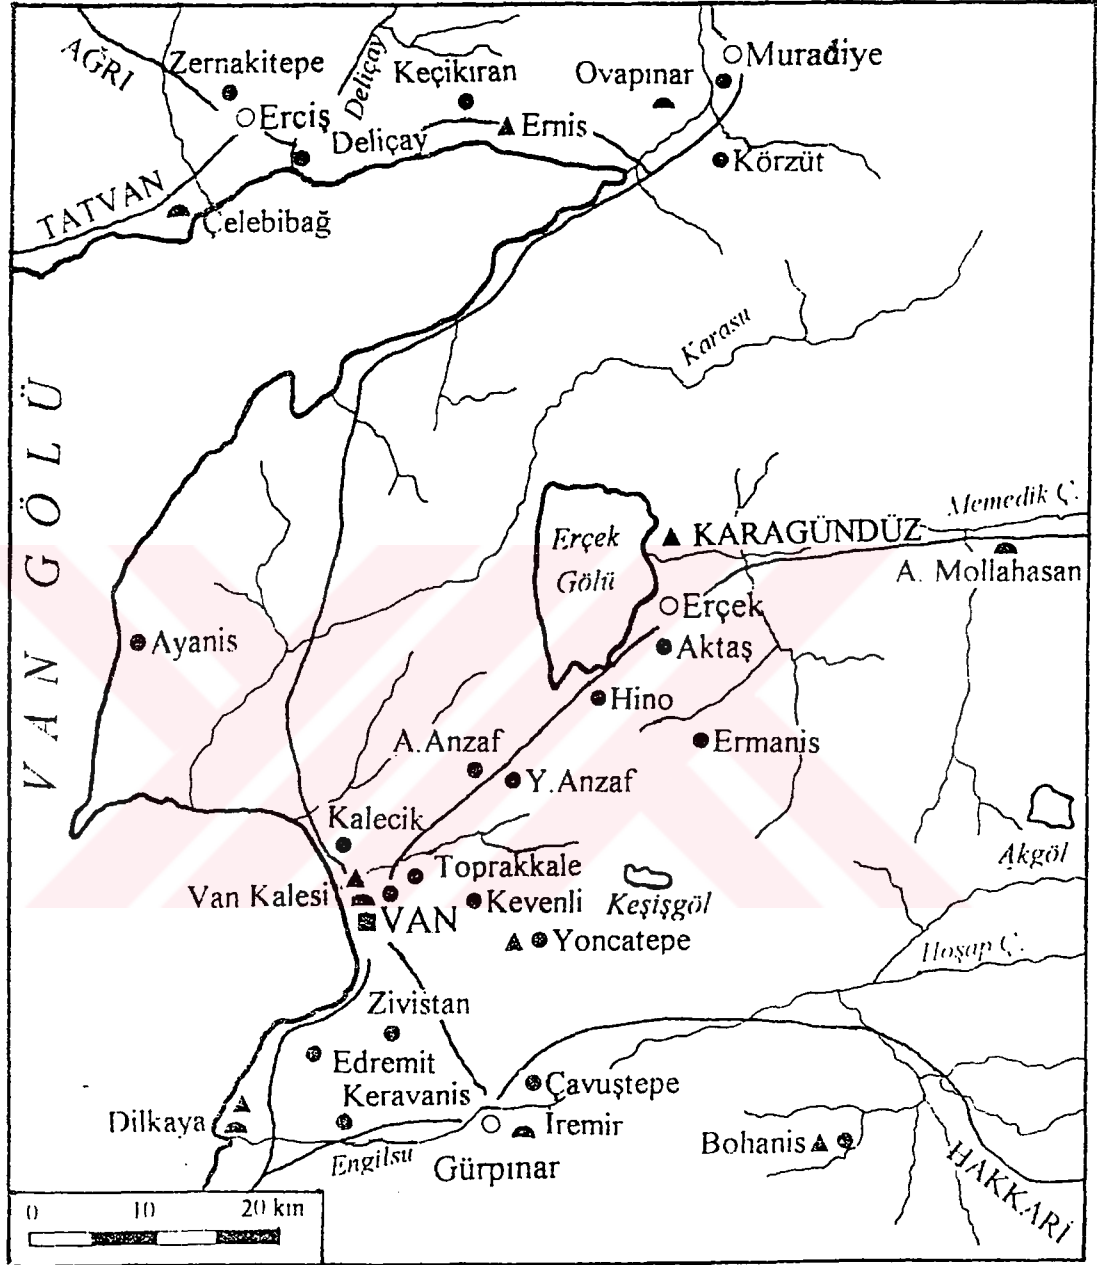 AĞRI
Zernakitepe
Deliçay
Keçikıran
Ovapınar
Muradiye
Erciş
Deliçay
Ernis
Körzüt
TATVAN
Çelebibağ
Karasu
VAN GÖLÜ
Memedik Ç.
Erçek
Gölü
KARAGÜNDÜZ
A. Mollahasan
Erçek
Ayanis
Aktaş
Hino
A.Anzaf
Ermanis
Y.Anzaf
Kalecik
Akgöl
Toprakkale
Van Kalesi
Kevenli
Keşişgöl
VAN
Yoncatepe
Hoşap Ç.
Zivistan
Edremit
Keravanis
Çavuştepe
Dilkaya
İremir
Bohanis
Engilsu
Gürpınar
HAKKARİ
0 10 20 km